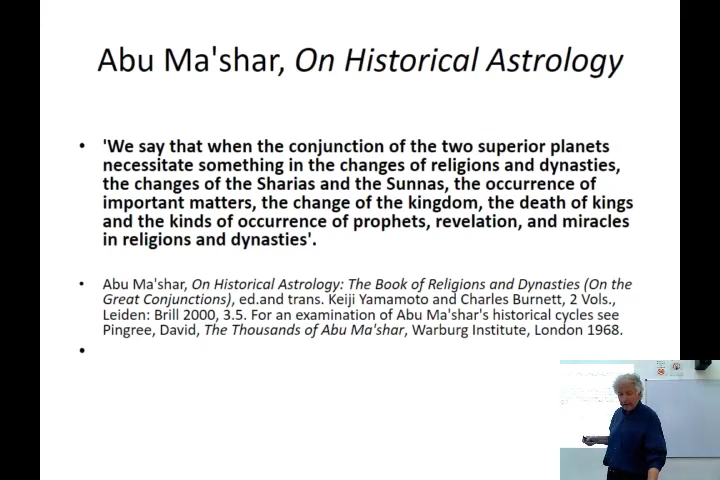 Abu Ma'shar, On Historical Astrology
• 'We say that when the conjunction of the two superior planets
necessitate something in the changes of religions and dynasties,
the changes of the Sharias and the Sunnas, the occurrence of
important matters, the change of the kingdom, the death of kings
and the kinds of occurrence of prophets, revelation, and miracles
in religions and dynasties'.
• Abu Ma'shar, On Historical Astrology: The Book of Religions and Dynasties (On the
Great Conjunctions), ed.and trans. Keiji Yamamoto and Charles Burnett, 2 Vols.,
Leiden: Brill 2000, 3.5. For an examination of Abu Ma'shar's historical cycles see
Pingree, David, The Thousands of Abu Ma'shar, Warburg Institute, London 1968.
•